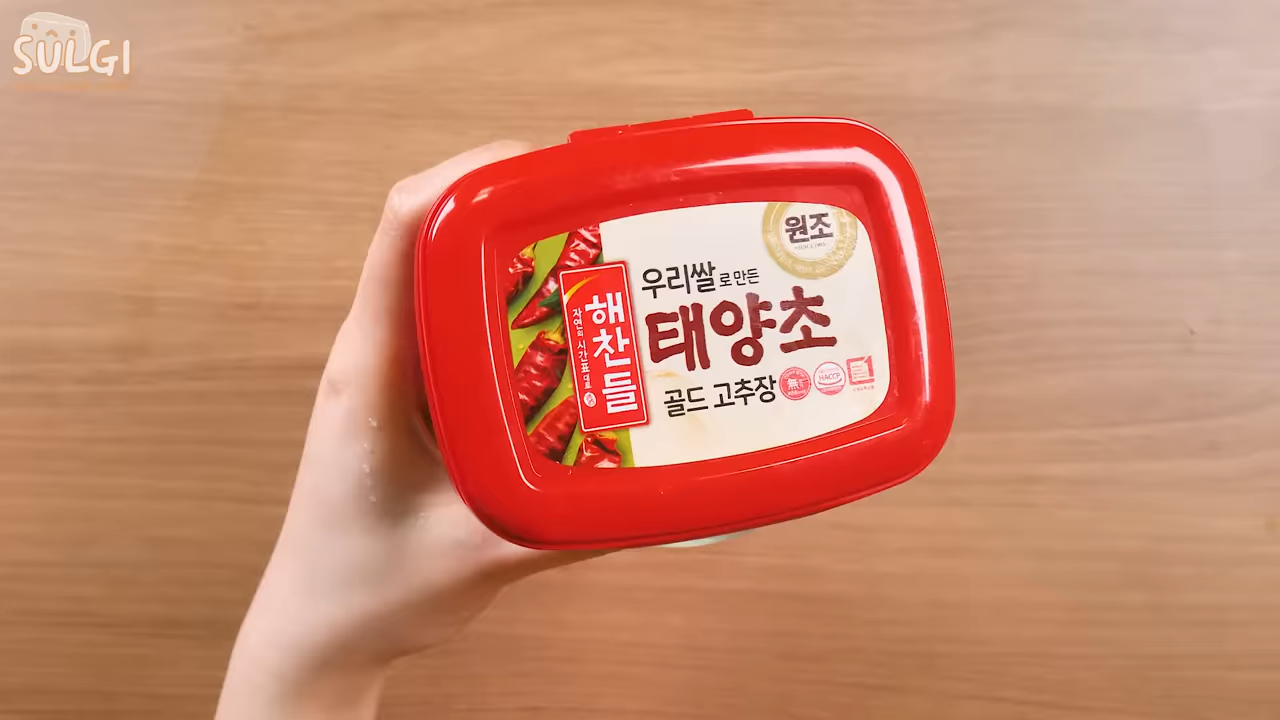 SULGI
원조
우리쌀로 만든
태양초
골드 고추장
해찬들
자연의 시간표대로
無
HACCP